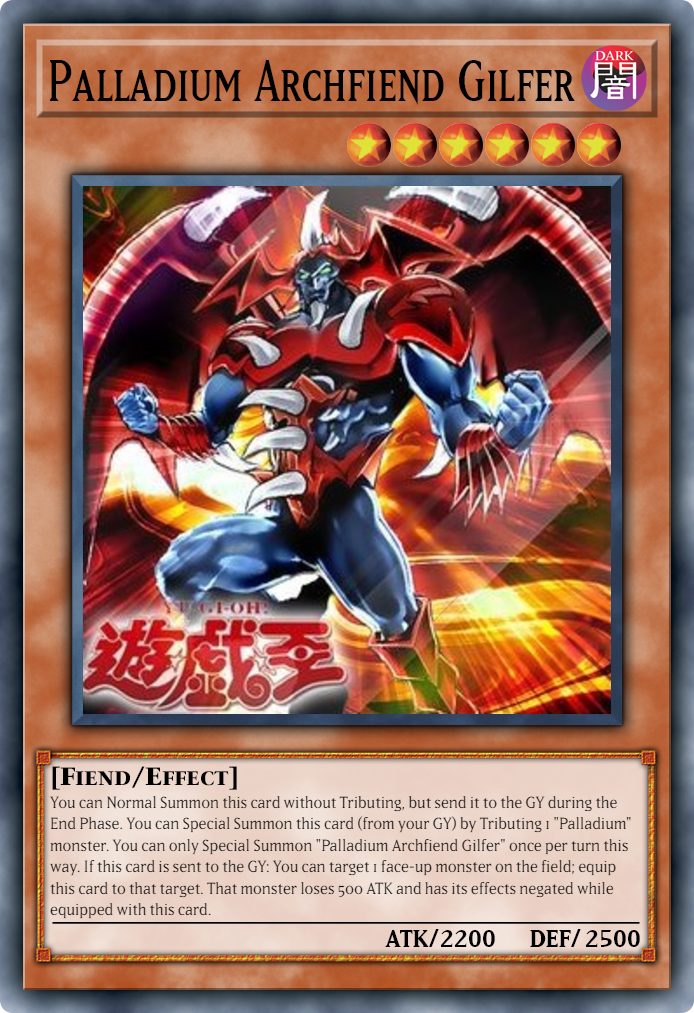 Palladium Archfiend Gilfer
DARK
闇
YU-GI-OH!
遊☆戯☆王
[Fiend/Effect]
You can Normal Summon this card without Tributing, but send it to the GY during the
End Phase. You can Special Summon this card (from your GY) by Tributing 1 "Palladium"
monster. You can only Special Summon "Palladium Archfiend Gilfer" once per turn this
way. If this card is sent to the GY: You can target 1 face-up monster on the field; equip
this card to that target. That monster loses 500 ATK and has its effects negated while
equipped with this card.
ATK/2200 DEF/2500